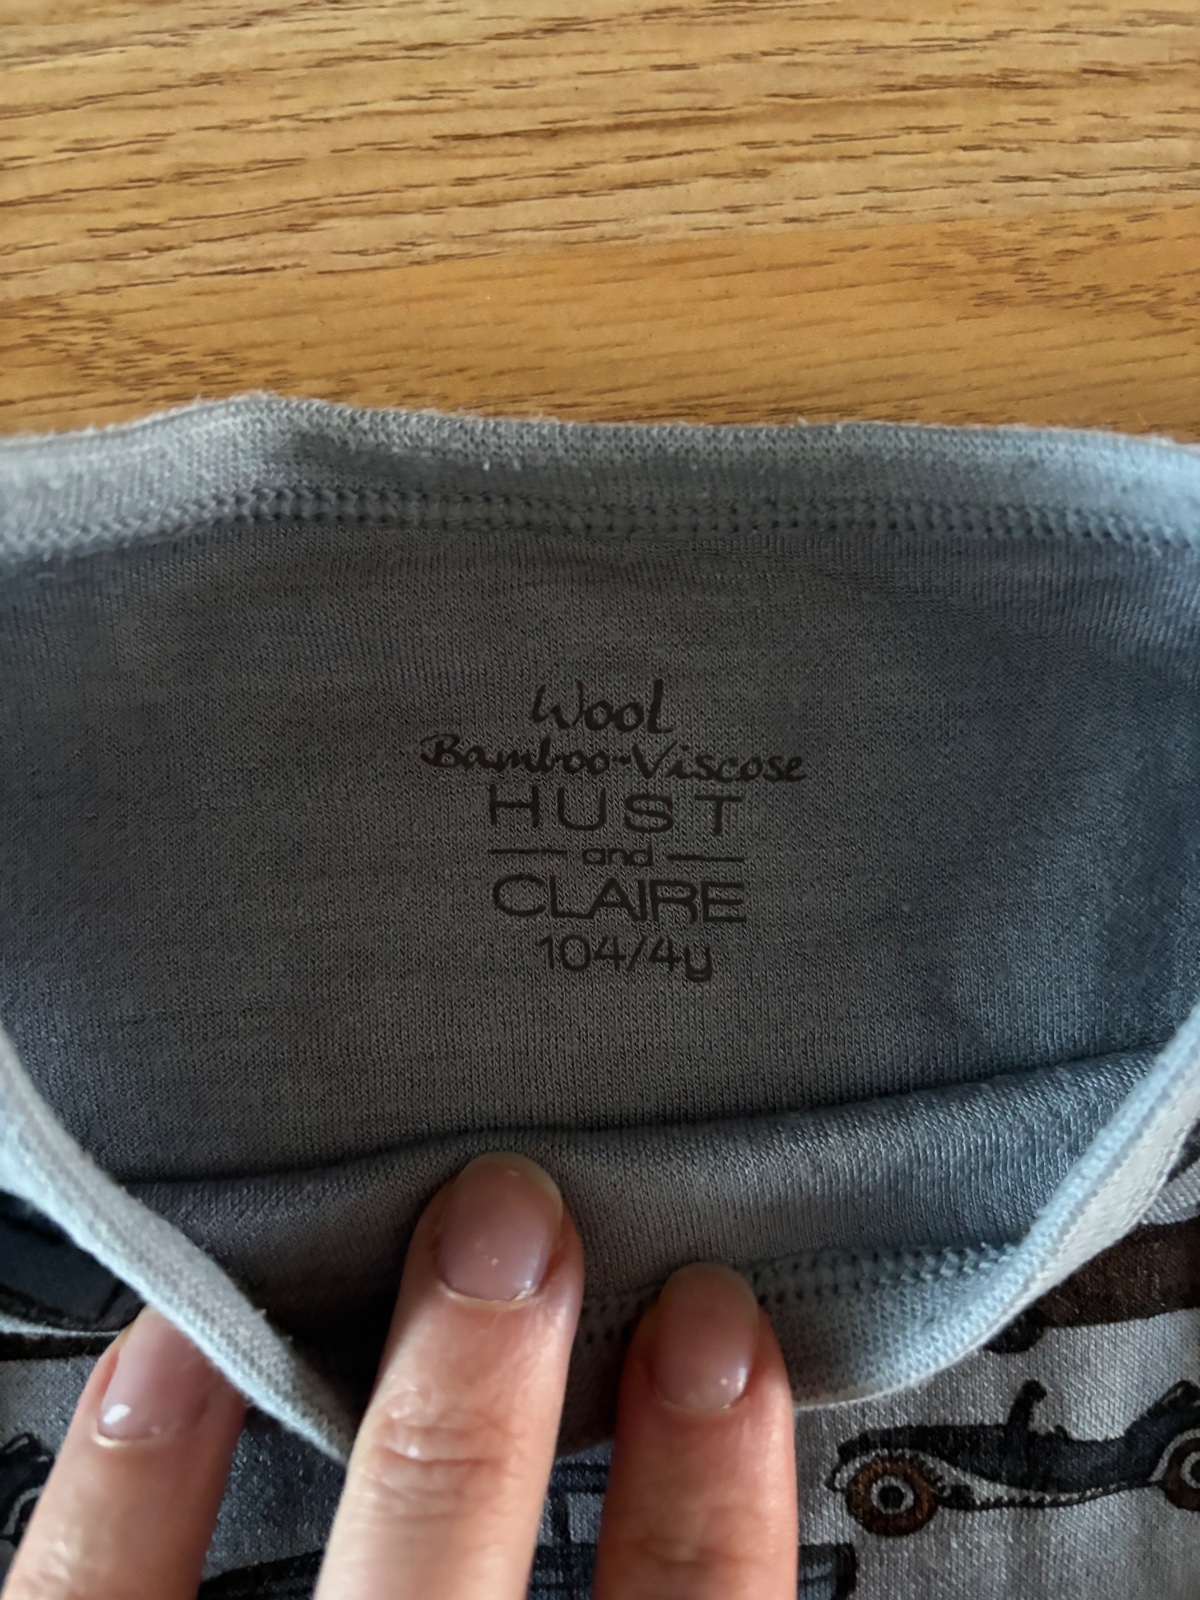 Wool
Bamboo-Viscose
HUST
and
CLAIRE
104/4y